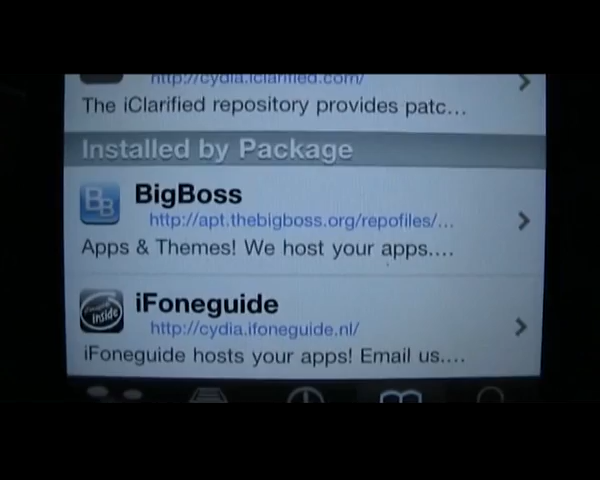 http://cydia.iclarified.com/
The iClarified repository provides patc...
Installed by Package
BB
BigBoss
http://apt.thebigboss.org/repofiles/...
Apps & Themes! We host your apps....
iFoneguide
inside
http://cydia.ifoneguide.nl/
iFoneguide hosts your apps! Email us....